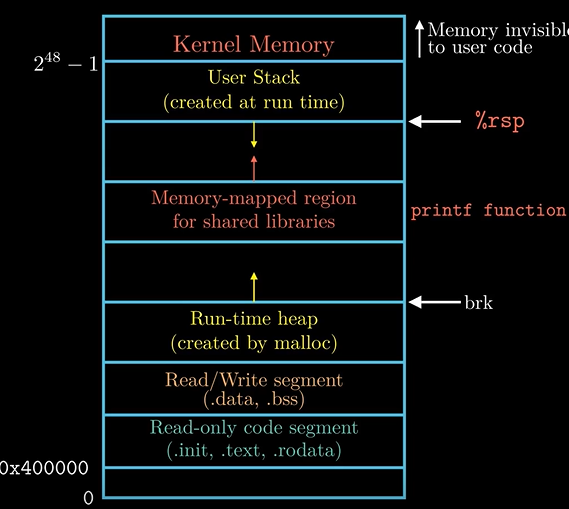 Kernel Memory
Memory invisible
to user code
2^48 − 1
User Stack
(created at run time)
%rsp
Memory-mapped region
for shared libraries
printf function
brk
Run-time heap
(created by malloc)
Read/Write segment
(.data, .bss)
Read-only code segment
(.init, .text, .rodata)
0x400000
0